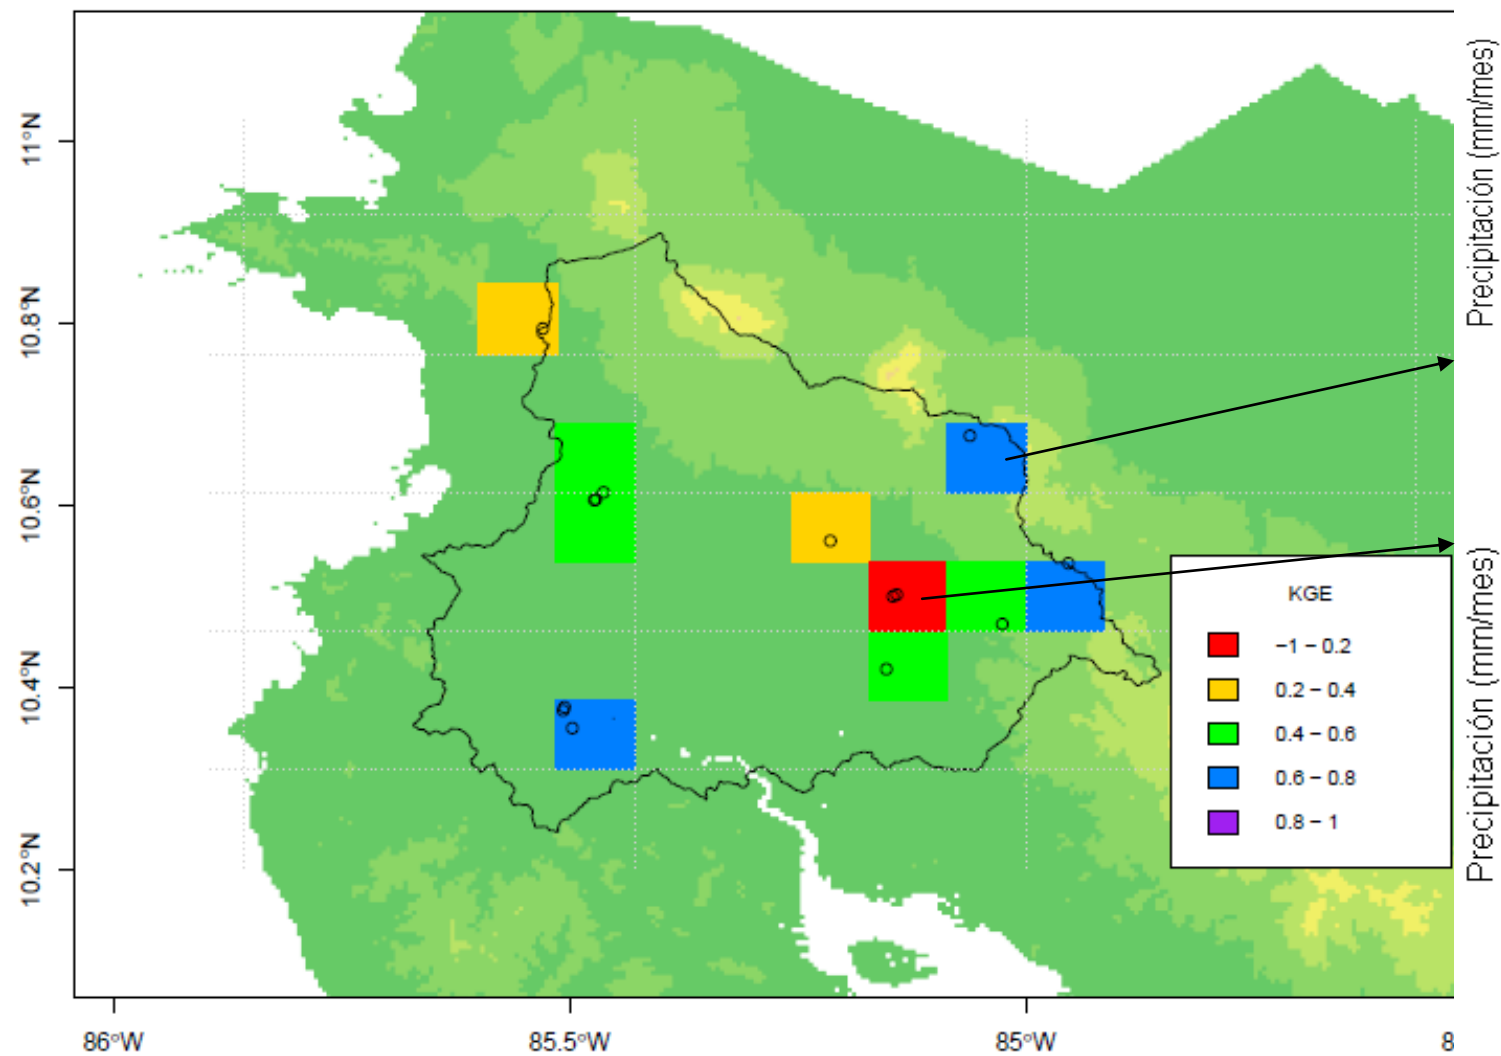 11°N
10.8°N
10.6°N
10.4°N
10.2°N
86°W
85.5°W
85°W
8
KGE
−1 − 0.2
0.2 − 0.4
0.4 − 0.6
0.6 − 0.8
0.8 − 1
Precipitación (mm/mes)
Precipitación (mm/mes)